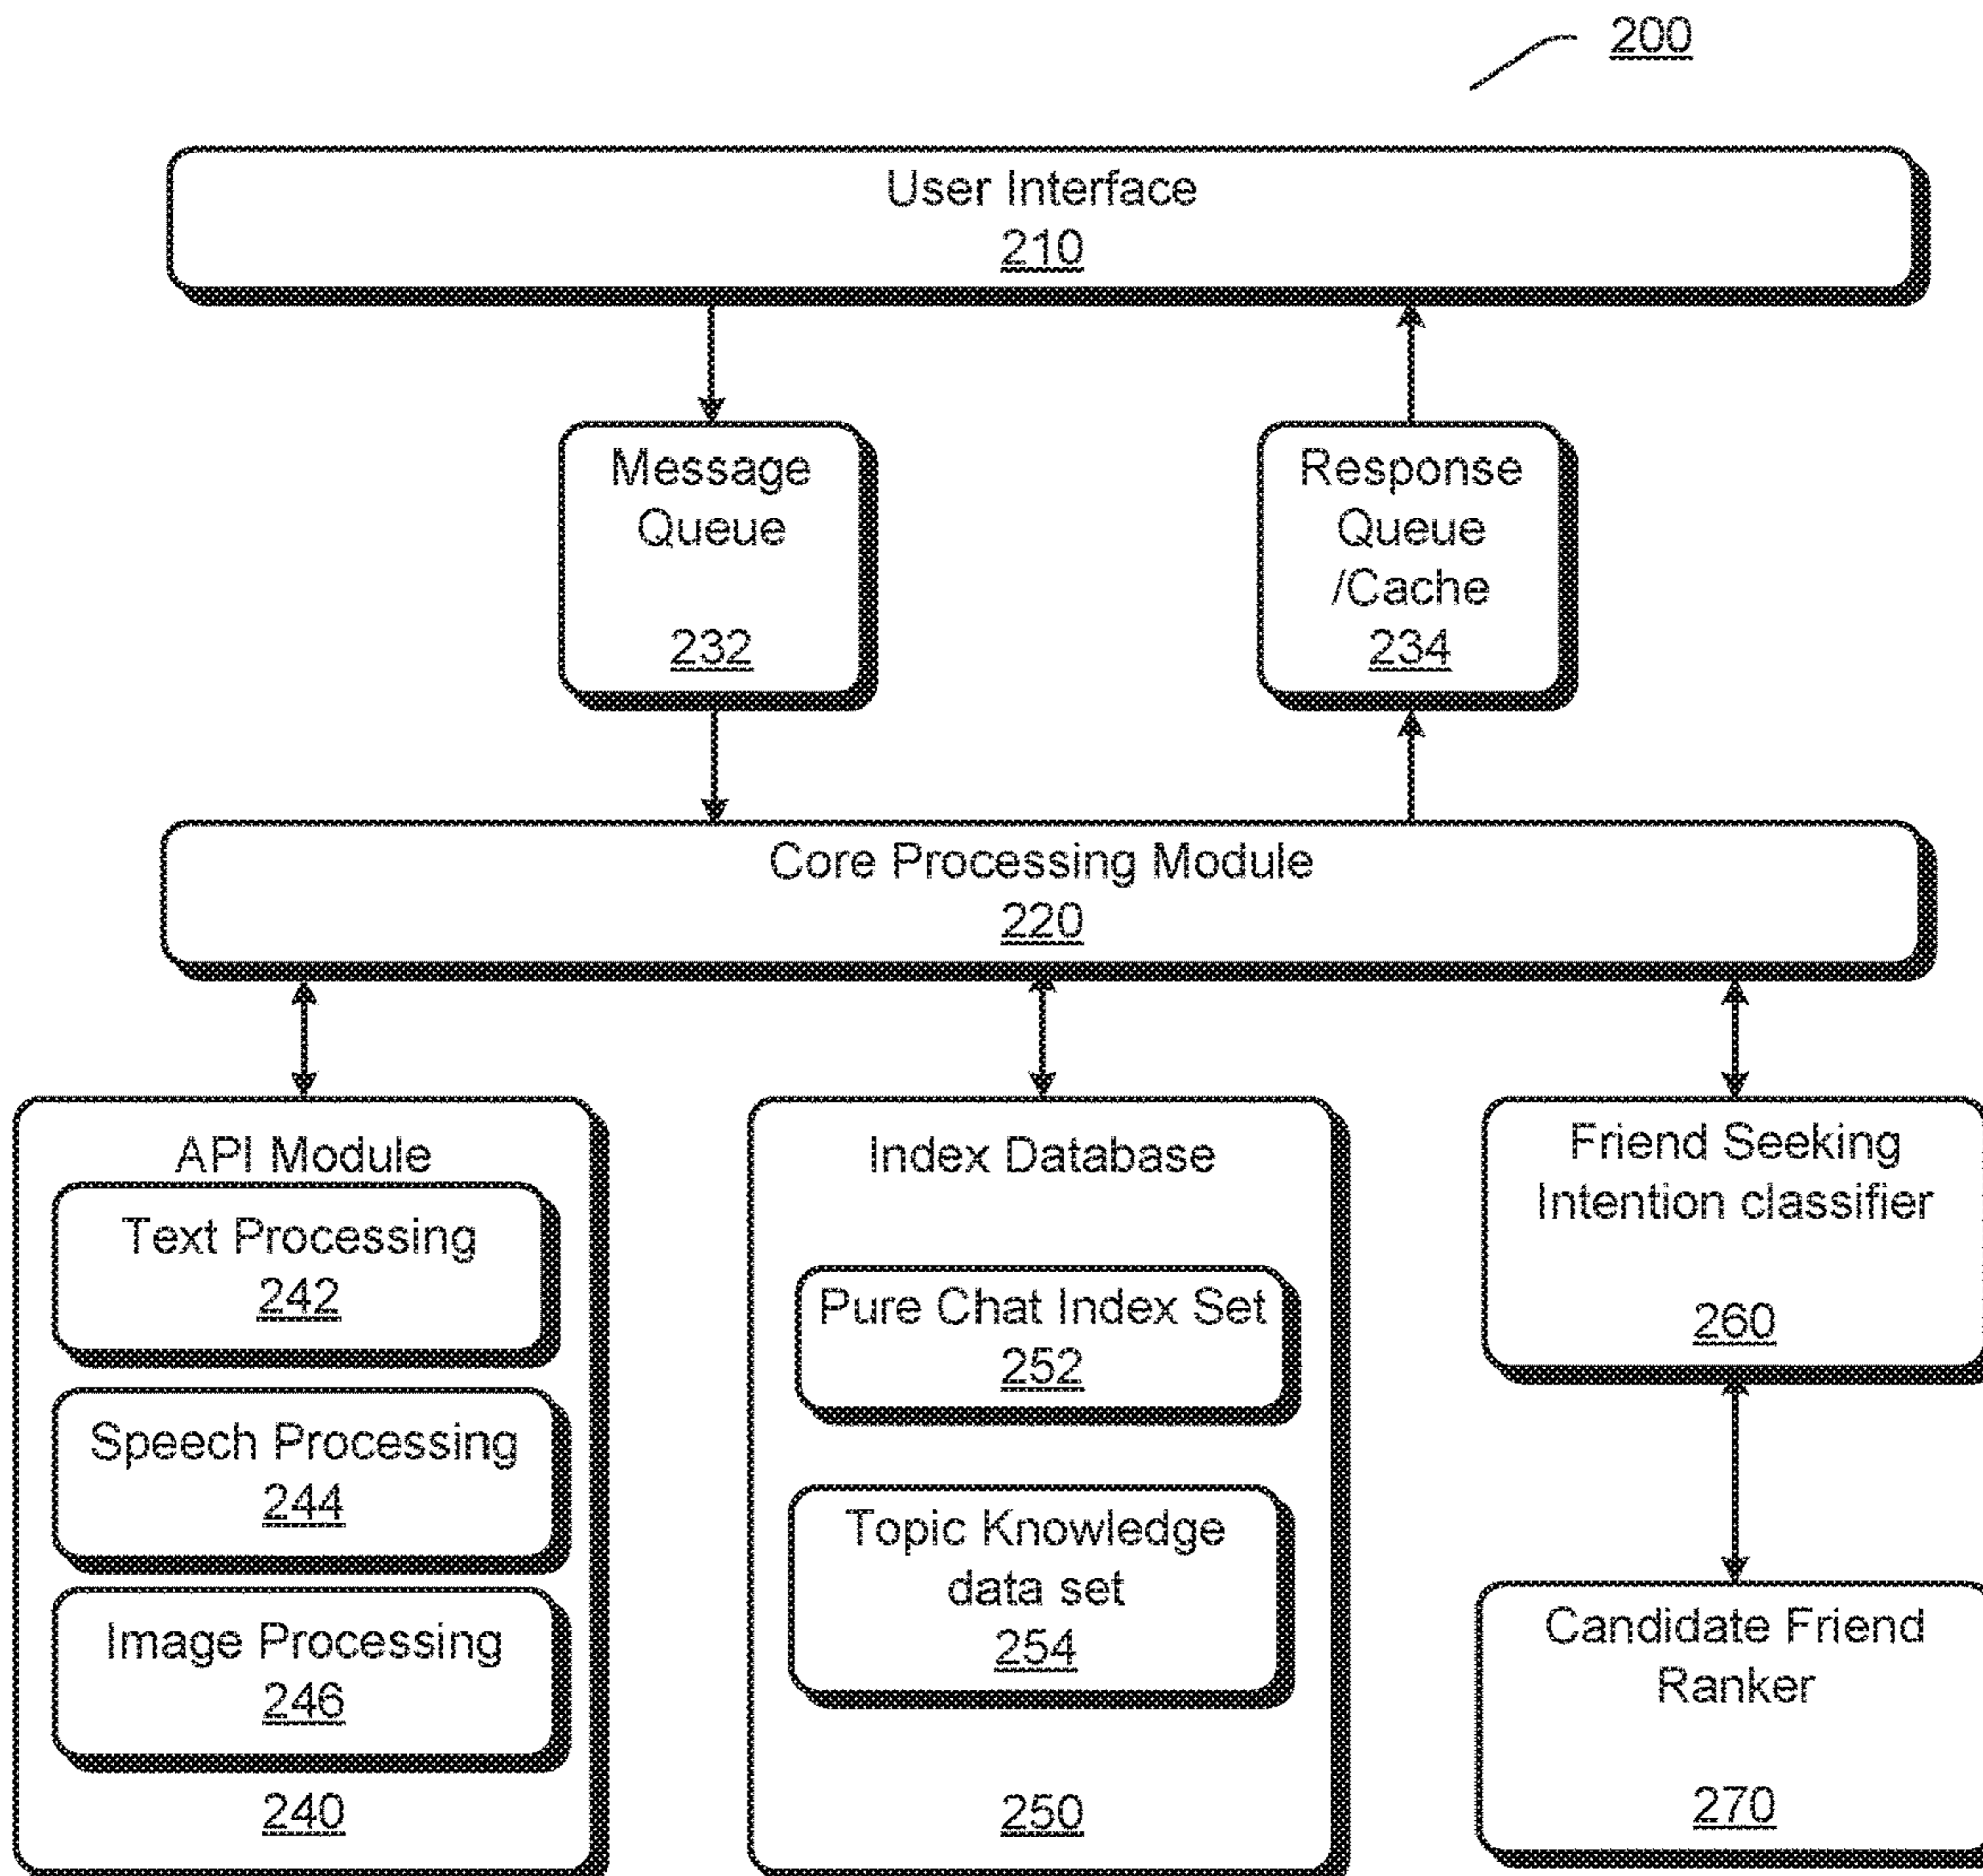 200
User Interface
210
Message
Queue
232
Response
Queue
/Cache
234
Core Processing Module
220
API Module
Text Processing
242
Speech Processing
244
Image Processing
246
240
Index Database
Pure Chat Index Set
252
Topic Knowledge
data set
254
250
Friend Seeking
Intention classifier
260
Candidate Friend
Ranker
270